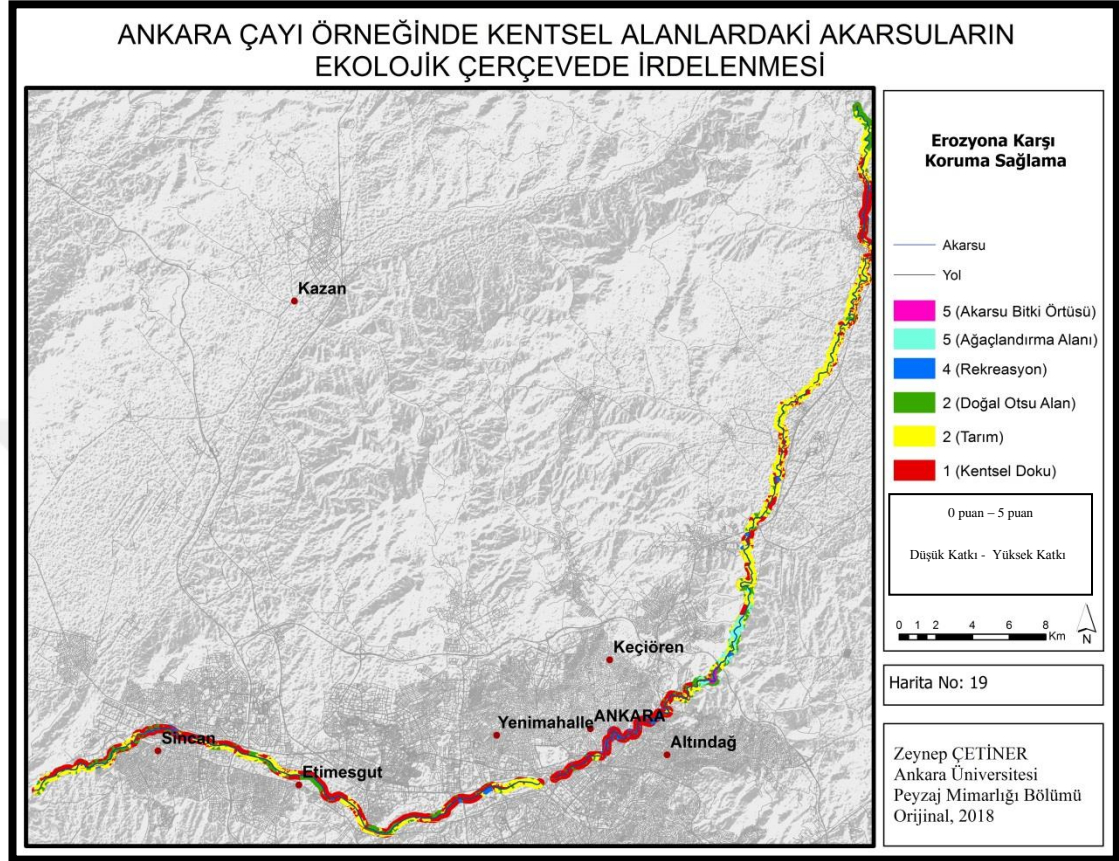 ANKARA ÇAYI ÖRNEĞİNDE KENTSEL ALANLARDAKİ AKARSULARIN
EKOLOJİK ÇERÇEVEDE İRDELENMESİ
Kazan
Keçiören
Yenimahalle
ANKARA
Altındağ
Sincan
Etimesgut
Erozyona Karşı
Koruma Sağlama
Akarsu
Yol
5 (Akarsu Bitki Örtüsü)
5 (Ağaçlandırma Alanı)
4 (Rekreasyon)
2 (Doğal Otsu Alan)
2 (Tarım)
1 (Kentsel Doku)
0 puan – 5 puan
Düşük Katkı - Yüksek Katkı
0 1 2 4 6 8
Km
N
Harita No: 19
Zeynep ÇETİNER
Ankara Üniversitesi
Peyzaj Mimarlığı Bölümü
Orijinal, 2018